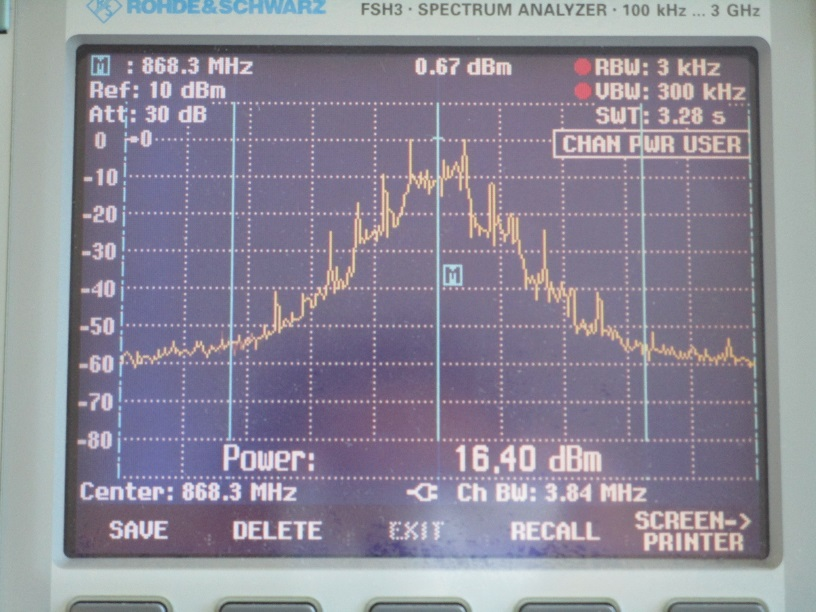 ROHDE&SCHWARZ FSH3 · SPECTRUM ANALYZER · 100 kHz ... 3 GHz
M : 868.3 MHz 0.67 dBm RBW: 3 kHz
Ref: 10 dBm VBW: 300 kHz
Att: 30 dB SWT: 3.28 s
0 0 CHAN PWR USER
-10
-20
-30
M
-40
-50
-60
-70
-80
Power: 16,40 dBm
Center: 868.3 MHz Ch BW: 3.84 MHz
SAVE DELETE EXIT RECALL SCREEN->
PRINTER